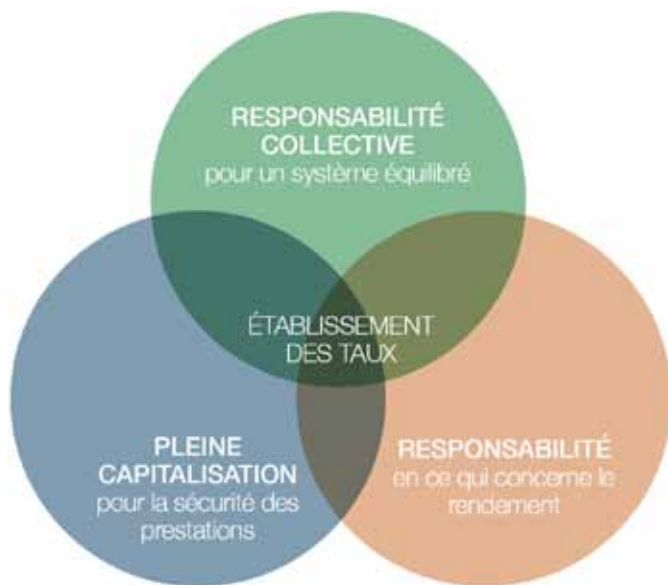 RESPONSABILITÉ
COLLECTIVE
pour un système équilibré
ÉTABLISSEMENT
DES TAUX
PLEINE
CAPITALISATION
pour la sécurité des
prestations
RESPONSABILITÉ
en ce qui concerne le
rendement